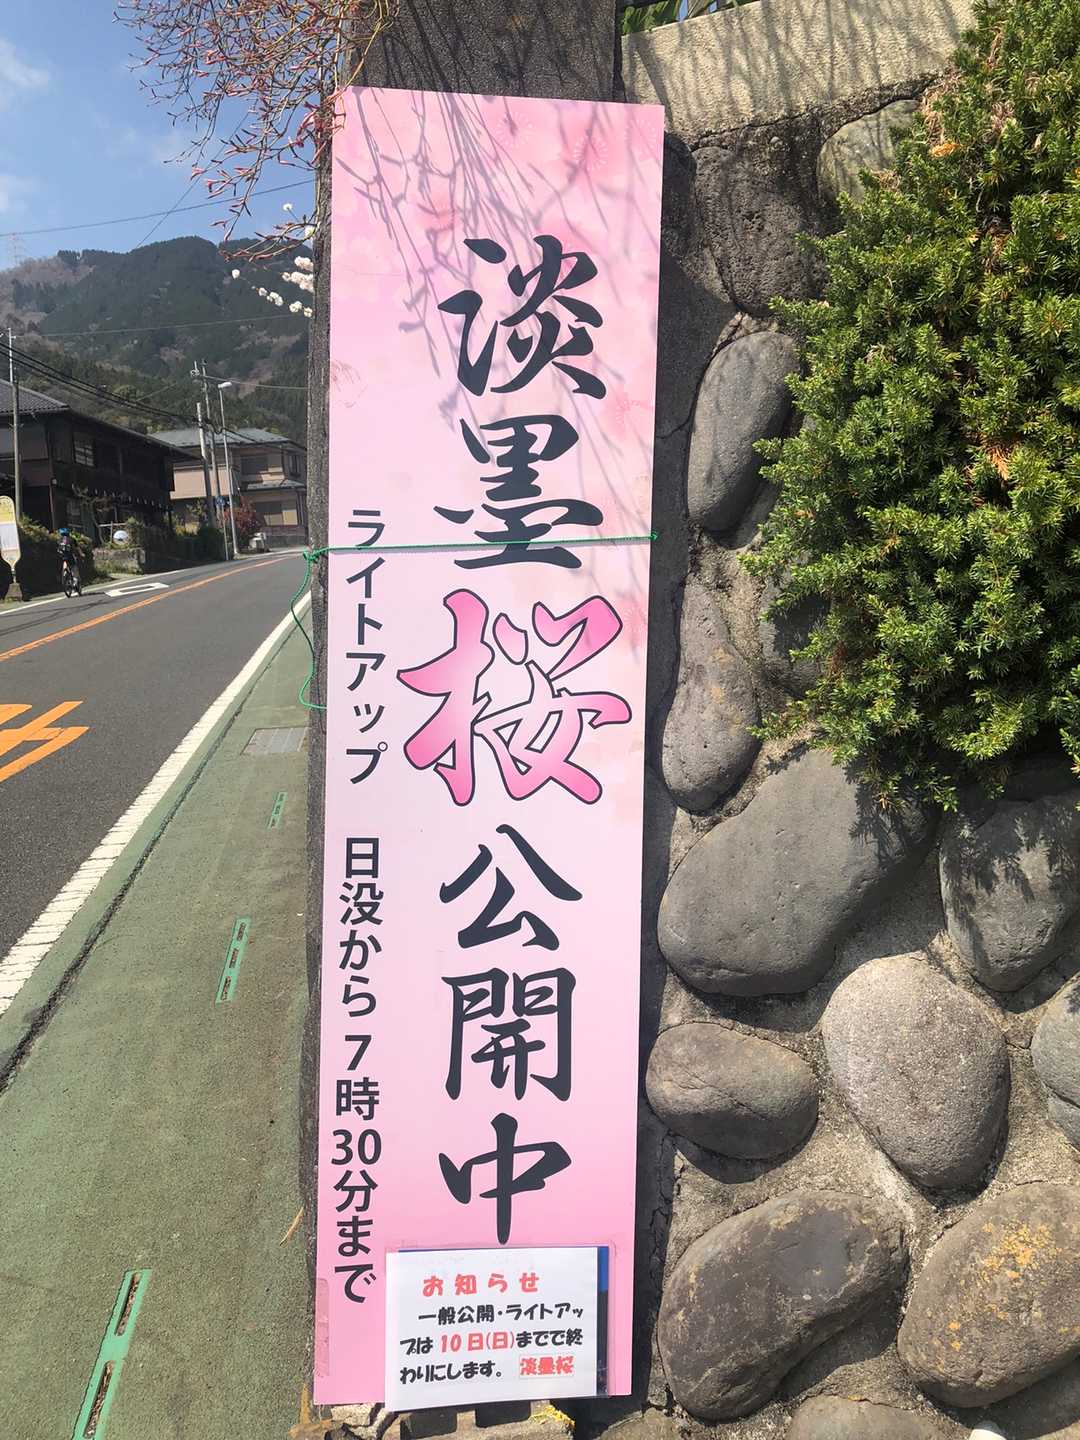 淡墨桜公開中
ライトアップ 日没から7時30分まで
お知らせ
一般公開・ライトアッ
プは10日(日)までで終
わりにします。 淡墨桜